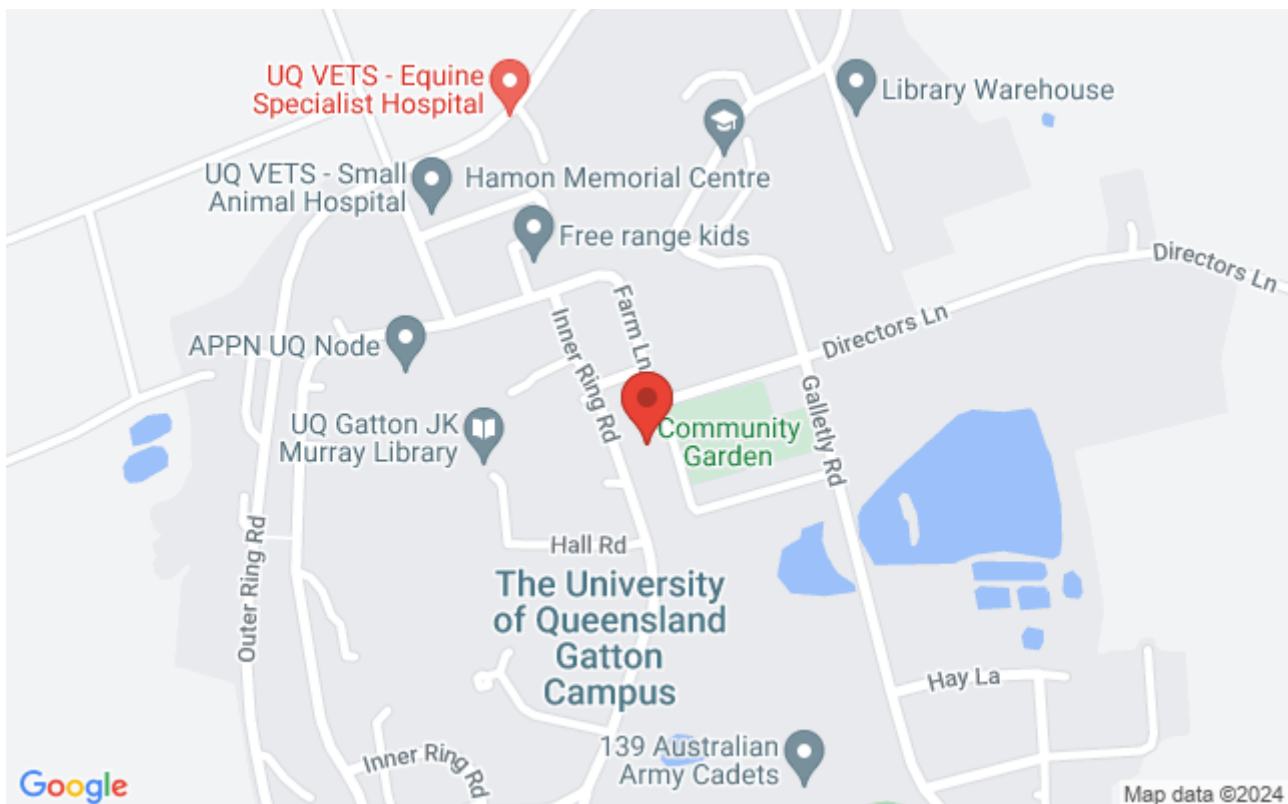 UQ VETS - Equine
Specialist Hospital
Library Warehouse
UQ VETS - Small
Animal Hospital
Hamon Memorial Centre
Free range kids
Directors Ln
Farm Ln
Inner Ring Rd
Directors Ln
APPN UQ Node
Galletly Rd
UQ Gatton JK
Murray Library
Community
Garden
Outer Ring Rd
Hall Rd
The University
of Queensland
Gatton
Campus
Hay La
139 Australian
Army Cadets
Inner Ring Rd
Google
Map data ©2024